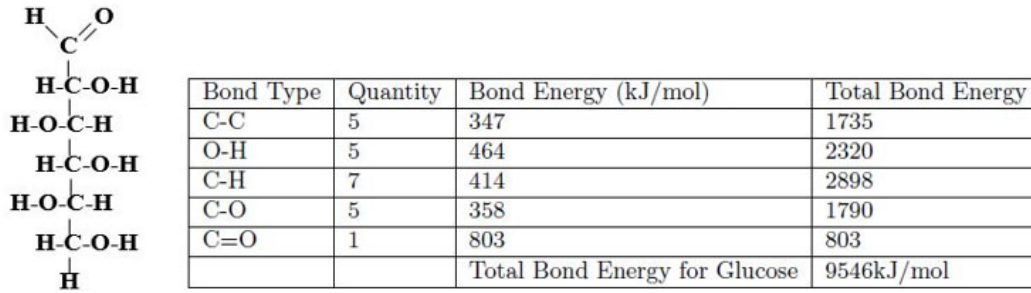 H O
C
H-C-O-H
H-O-C-H
H-C-O-H
H-O-C-H
H-C-O-H
H
Bond Type Quantity Bond Energy (kJ/mol) Total Bond Energy
C-C 5 347 1735
O-H 5 464 2320
C-H 7 414 2898
C-O 5 358 1790
C=O 1 803 803
Total Bond Energy for Glucose 9546kJ/mol